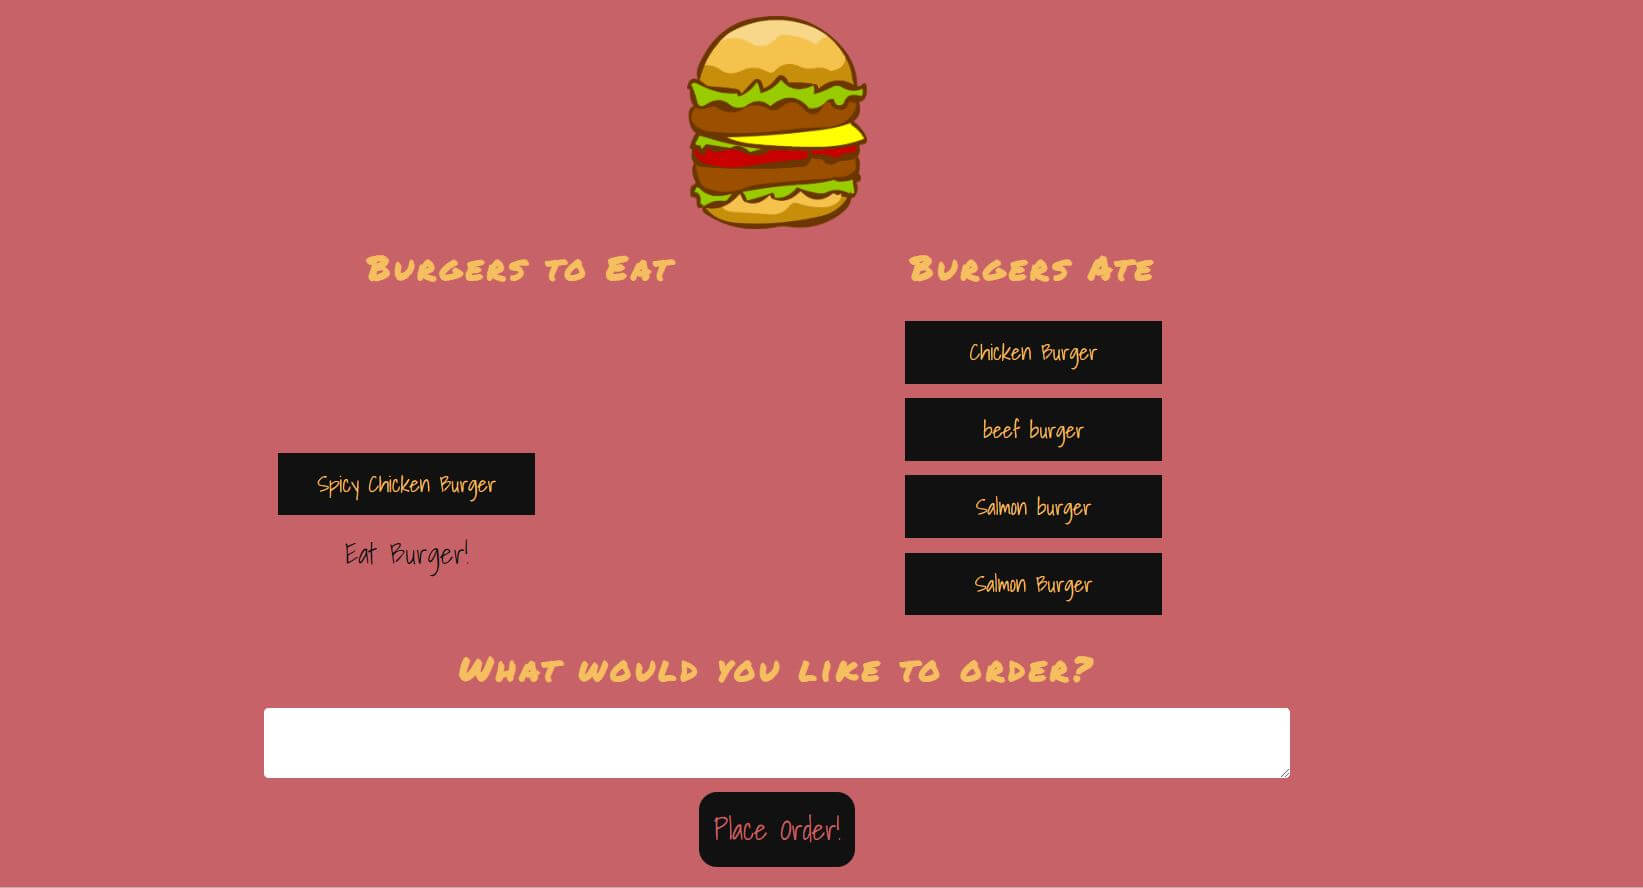 Burgers to Eat
Burgers Ate
Chicken Burger
beef burger
Spicy Chicken Burger
Salmon burger
Eat Burger!
Salmon Burger
What would you like to order?
Place Order!